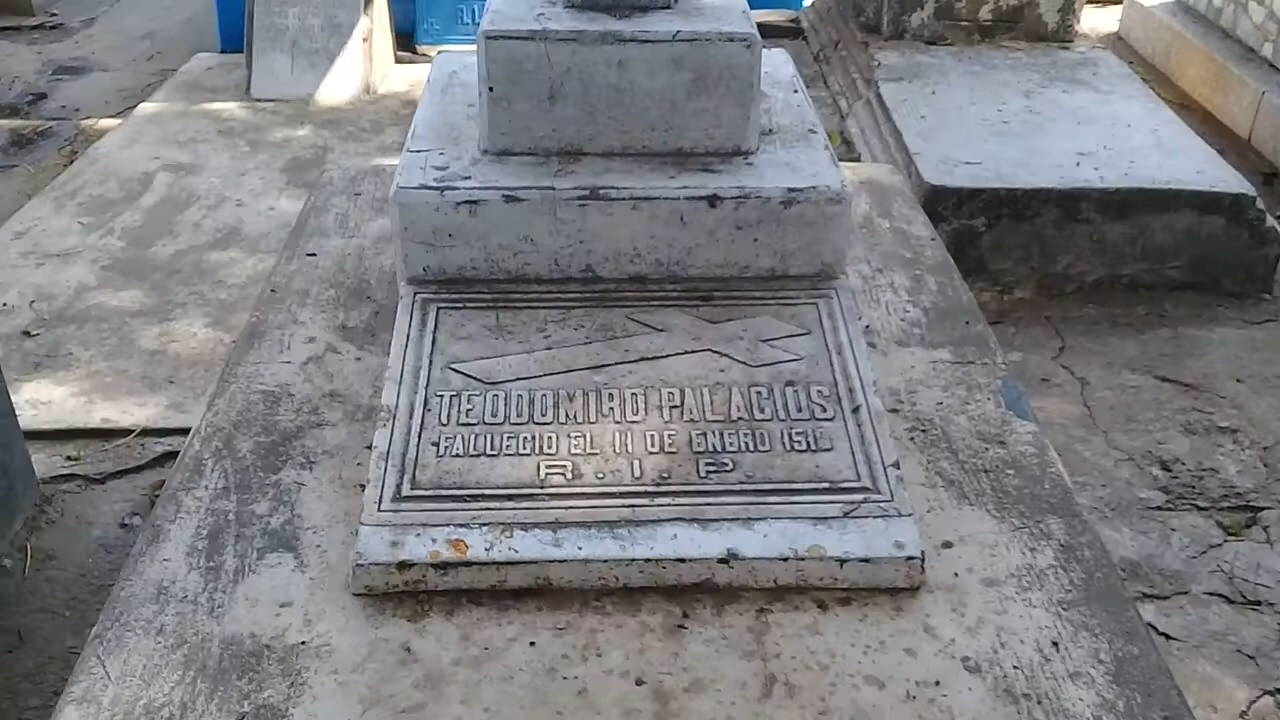 TEODOMIRO PALACIOS
FALLECIO EL 11 DE ENERO
R.I.P.